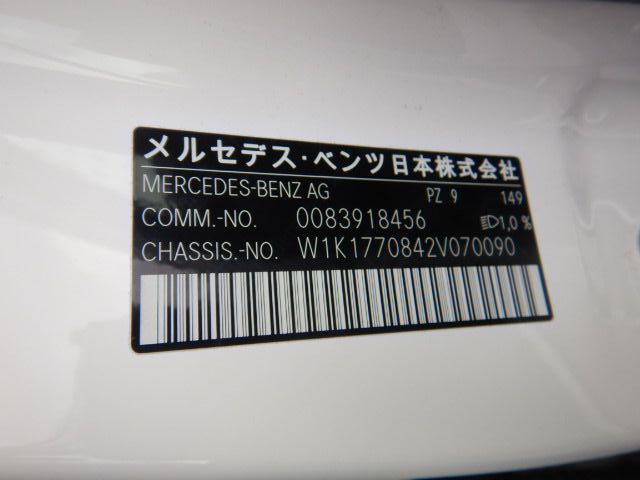 メルセデス・ベンツ日本株式会社
MERCEDES-BENZ AG PZ 9 149
COMM.-NO. 0083918456 1,0 %
CHASSIS.-NO. W1K1770842V070090